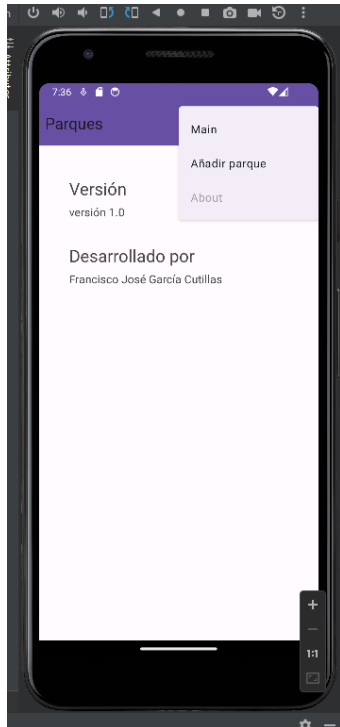 7:36
Parques
Main
Añadir parque
About
Versión
versión 1.0
Desarrollado por
Francisco José García Cutillas
1:1